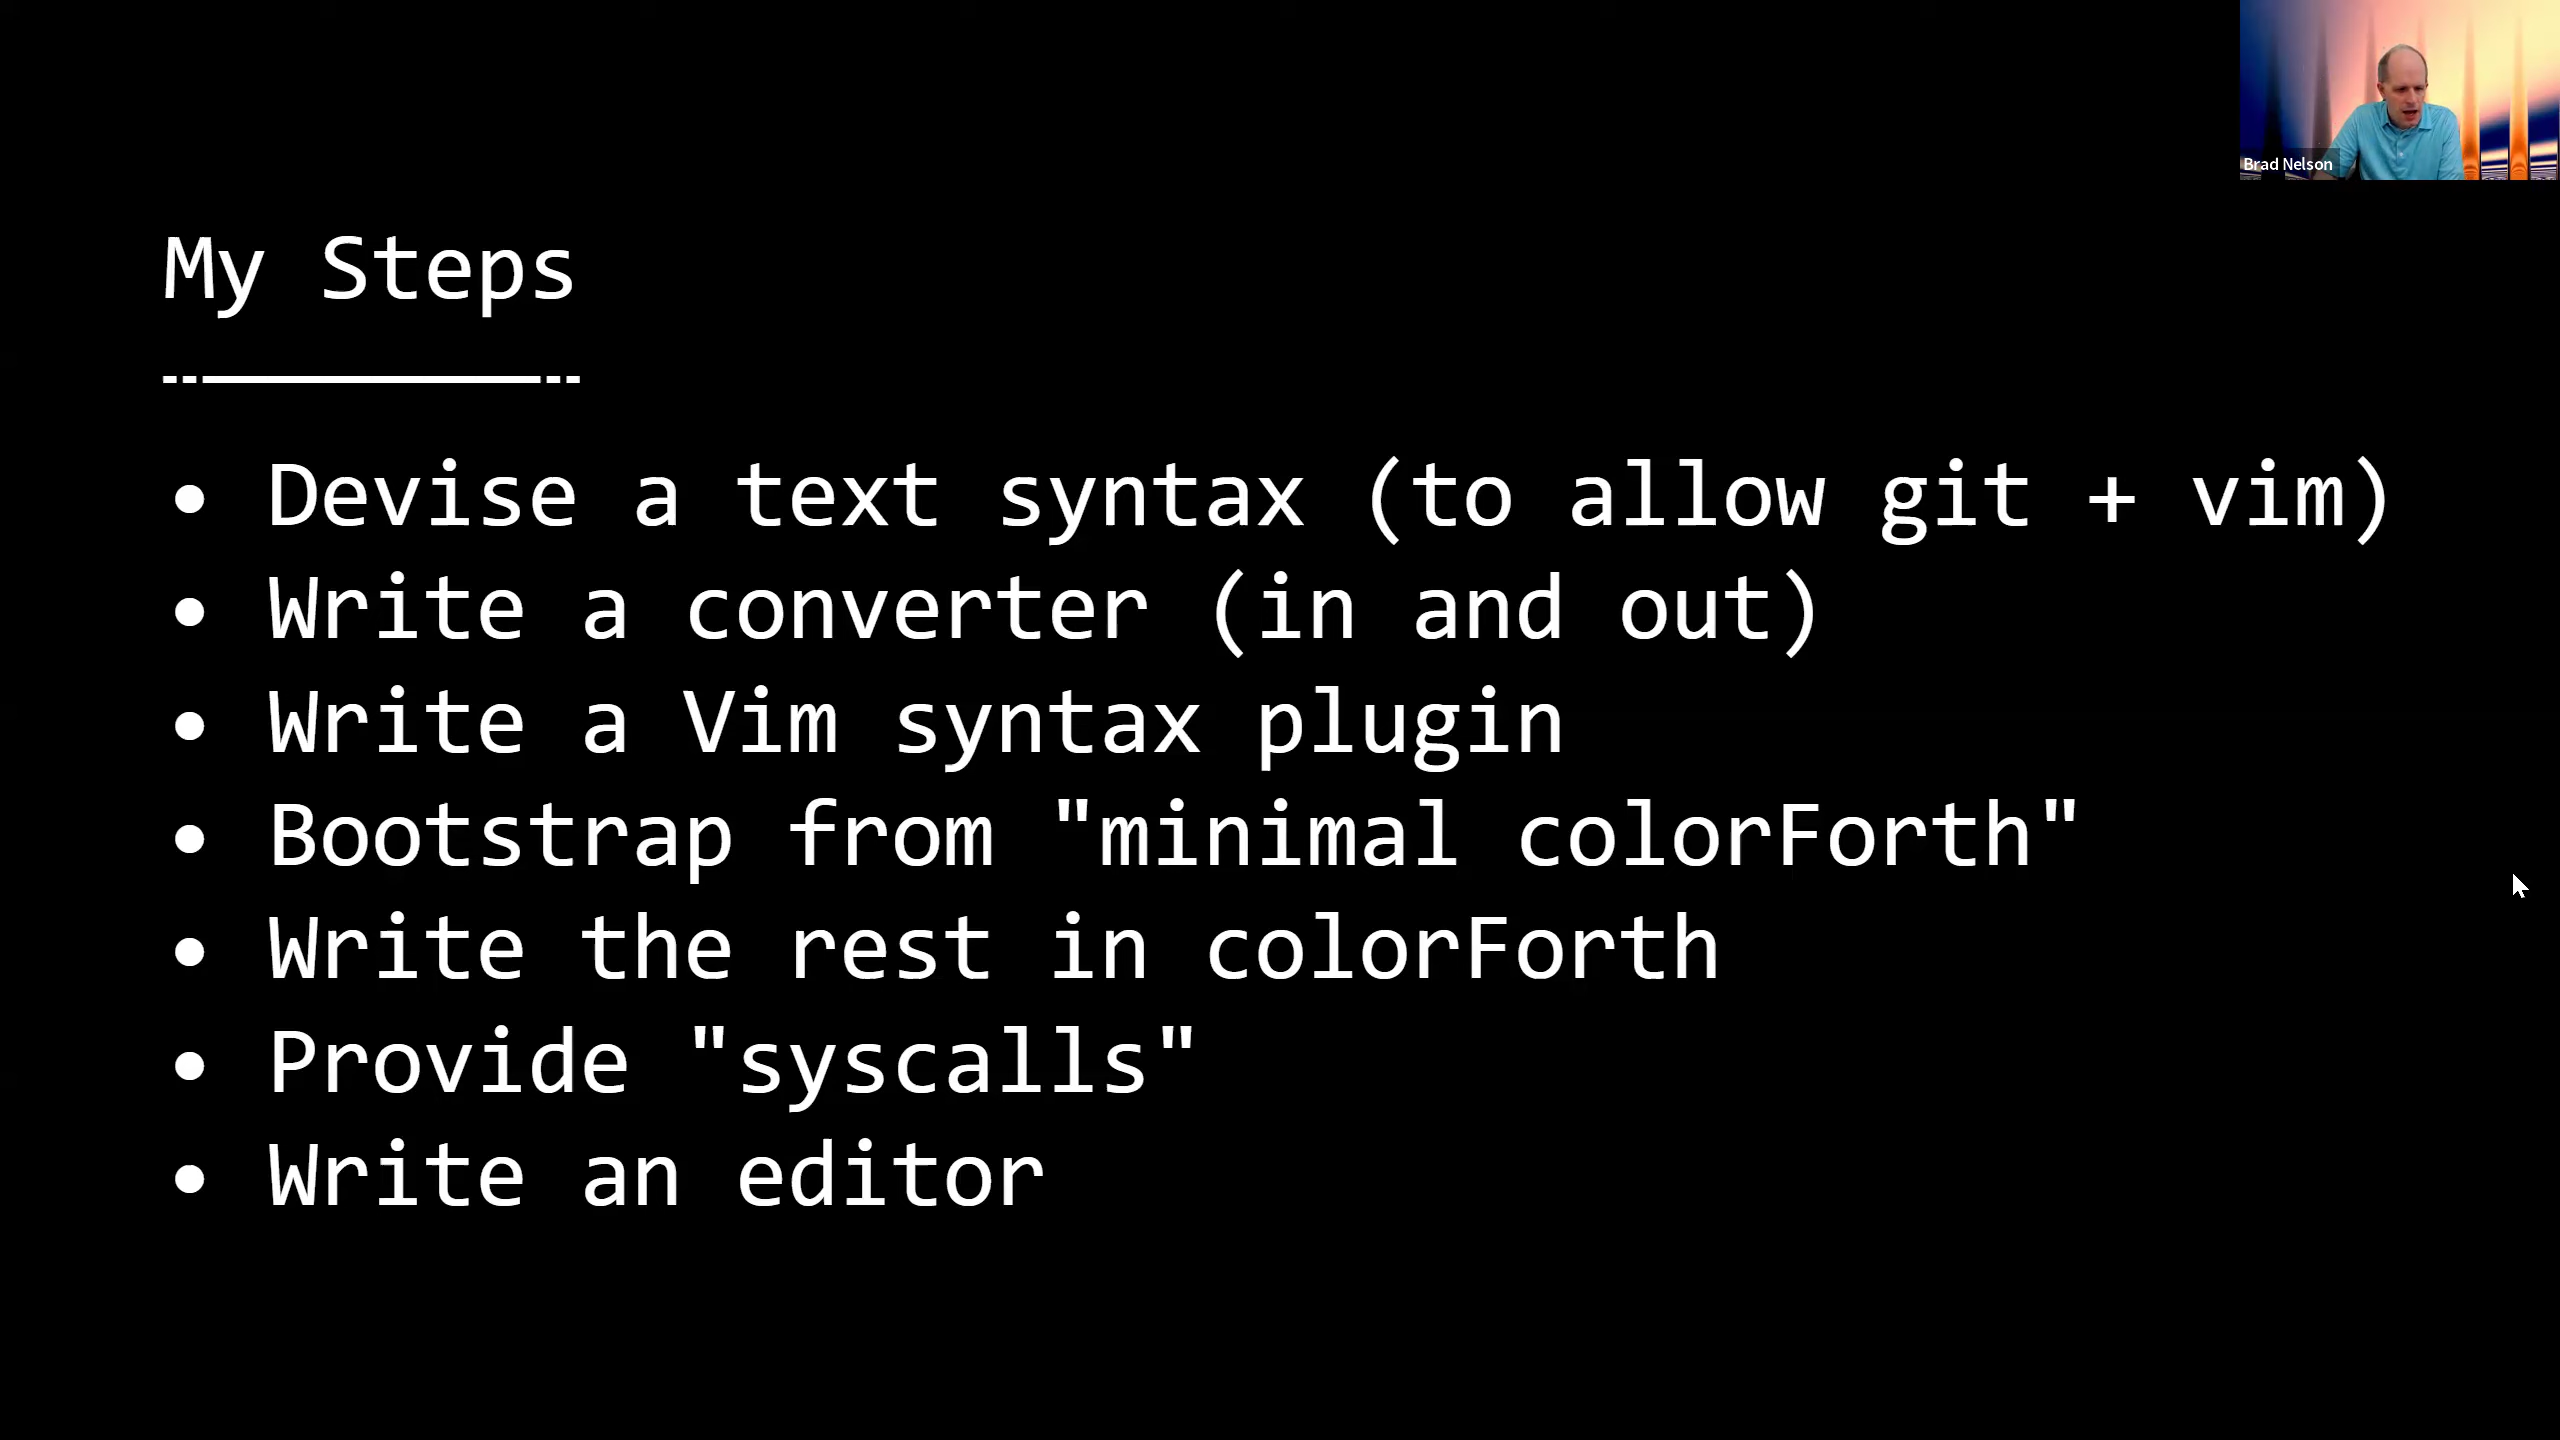 Brad Nelson
My Steps
• Devise a text syntax (to allow git + vim)
• Write a converter (in and out)
• Write a Vim syntax plugin
• Bootstrap from "minimal colorForth"
• Write the rest in colorForth
• Provide "syscalls"
• Write an editor